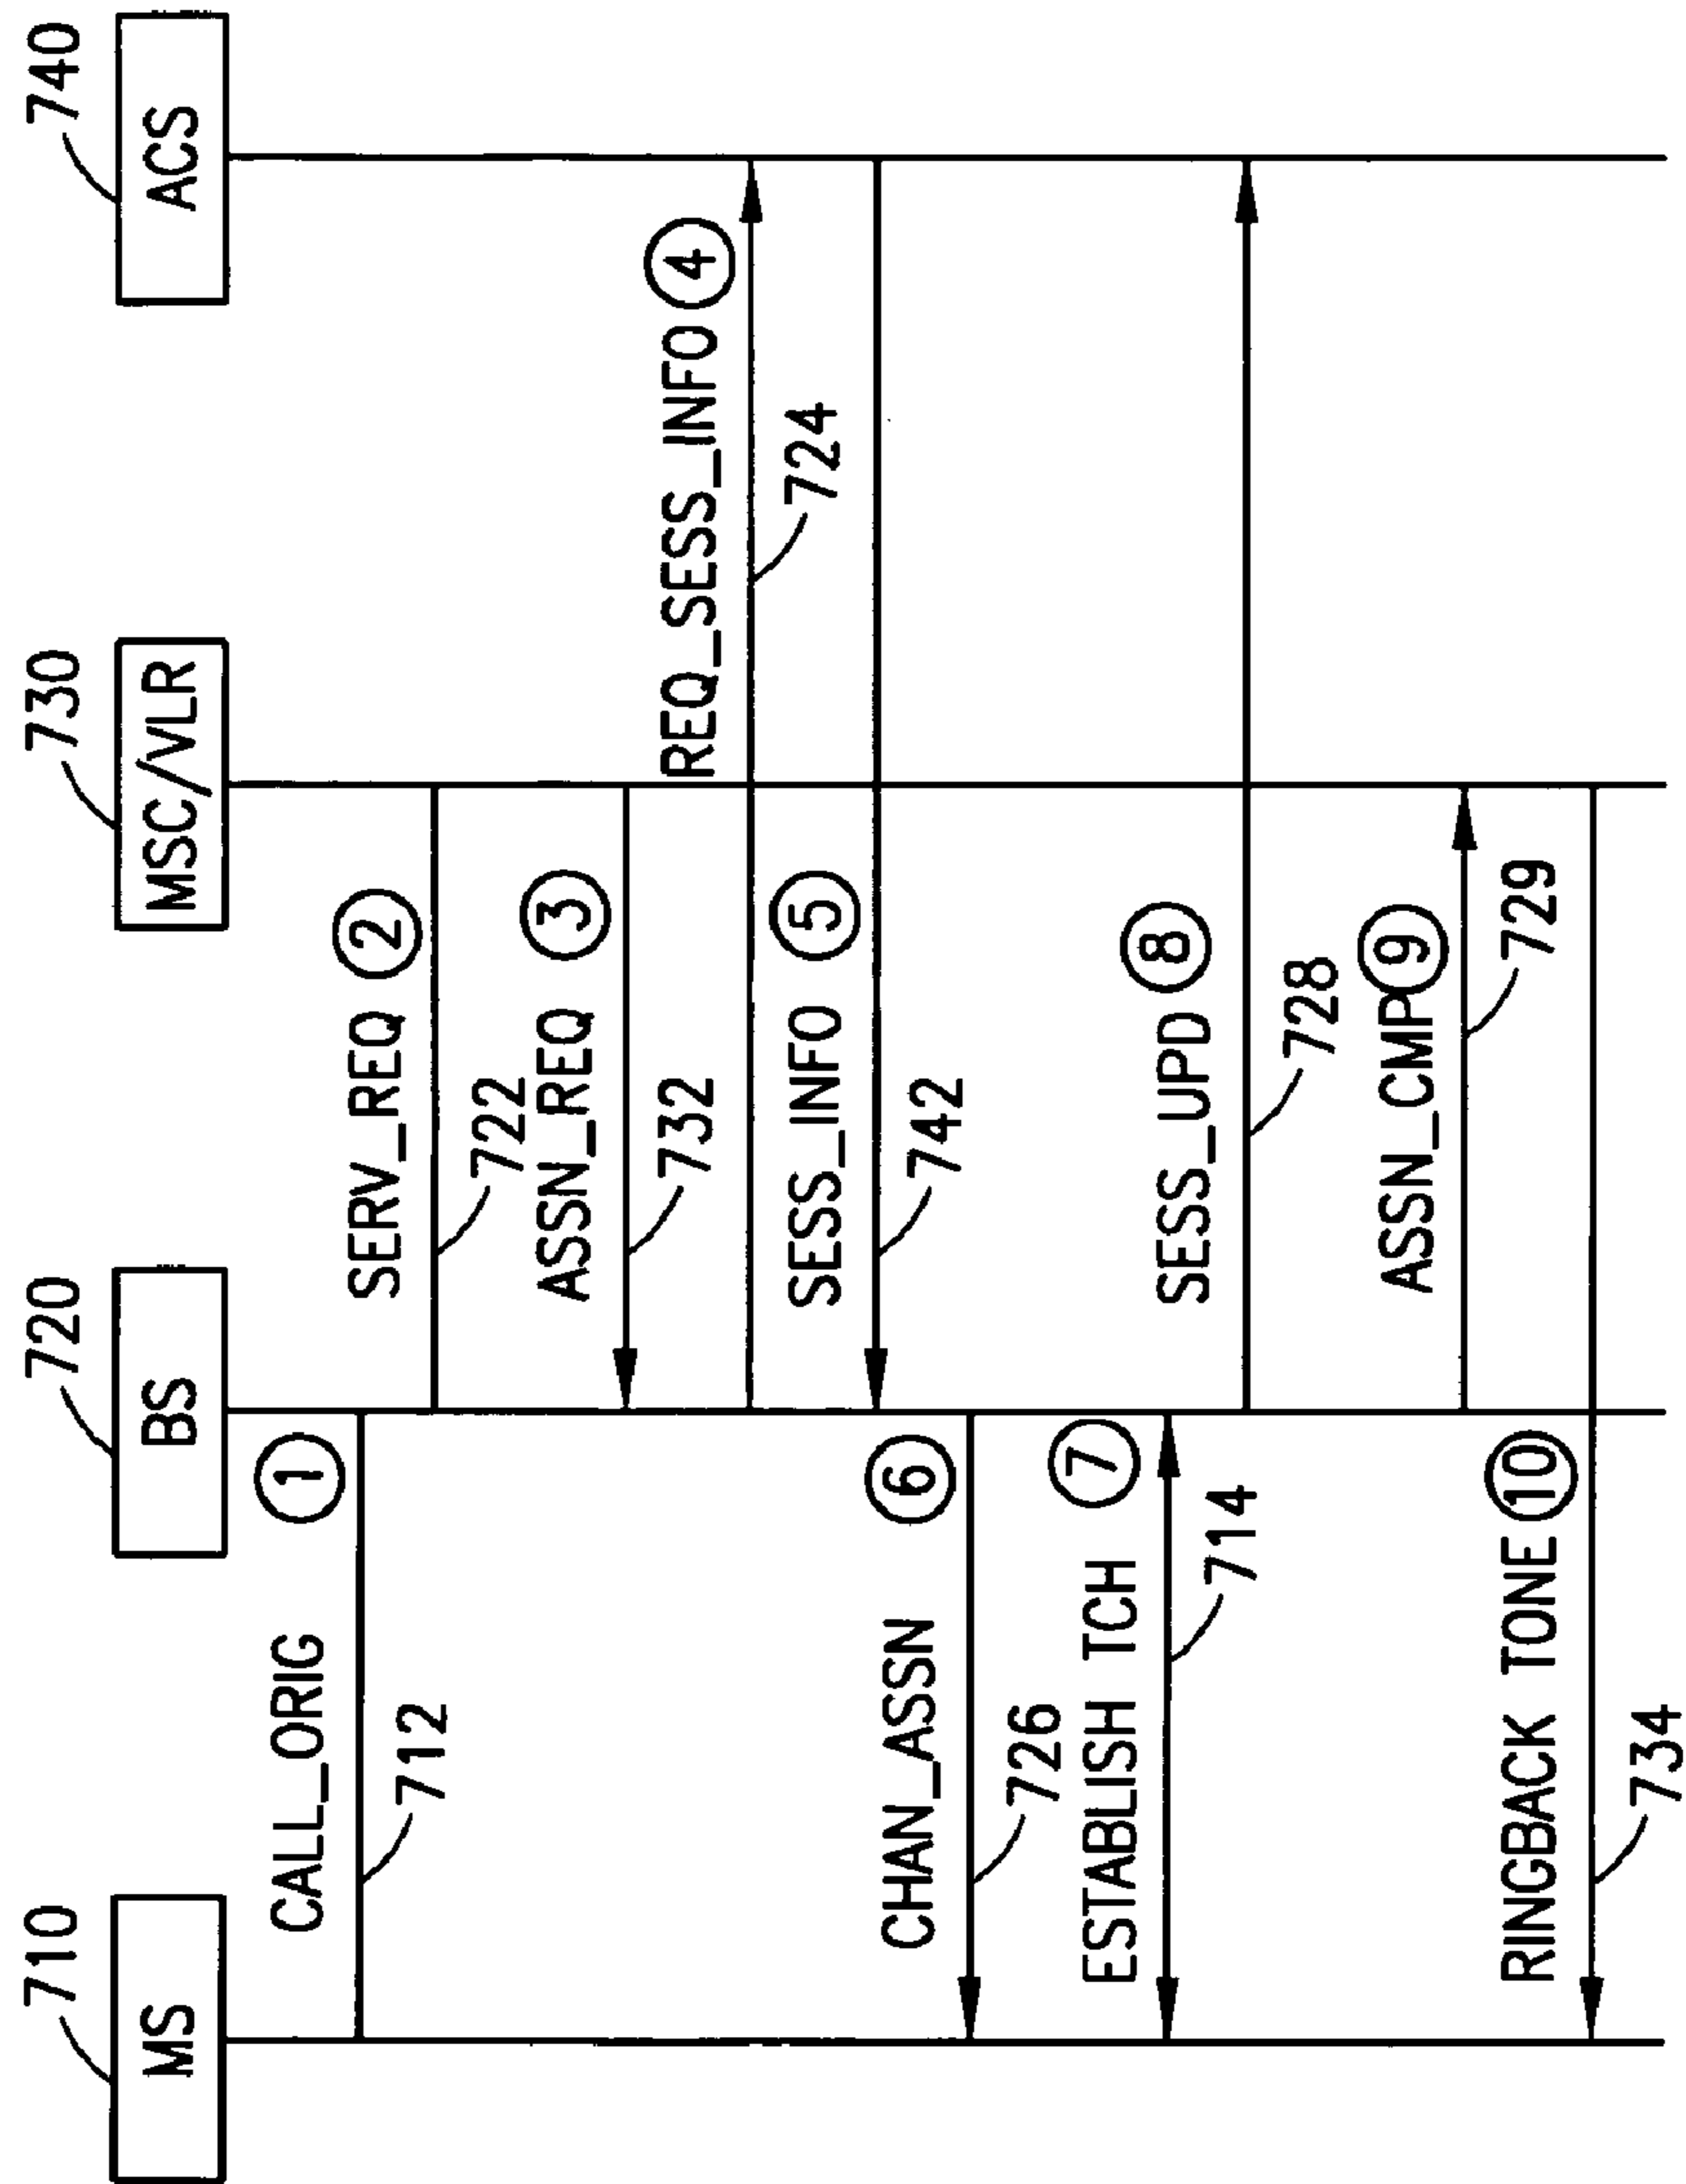 710
720
730
740
MS
BS
MSC/VLR
ACS
CALL_ORIG 1
712
SERV_REQ 2
722
ASSN_REQ 3
732
REQ_SESS_INFO 4
724
SESS_INFO 5
742
CHAN_ASSN 6
726
ESTABLISH TCH 7
714
SESS_UPD 8
728
ASSN_CMP 9
729
RINGBACK TONE 10
734